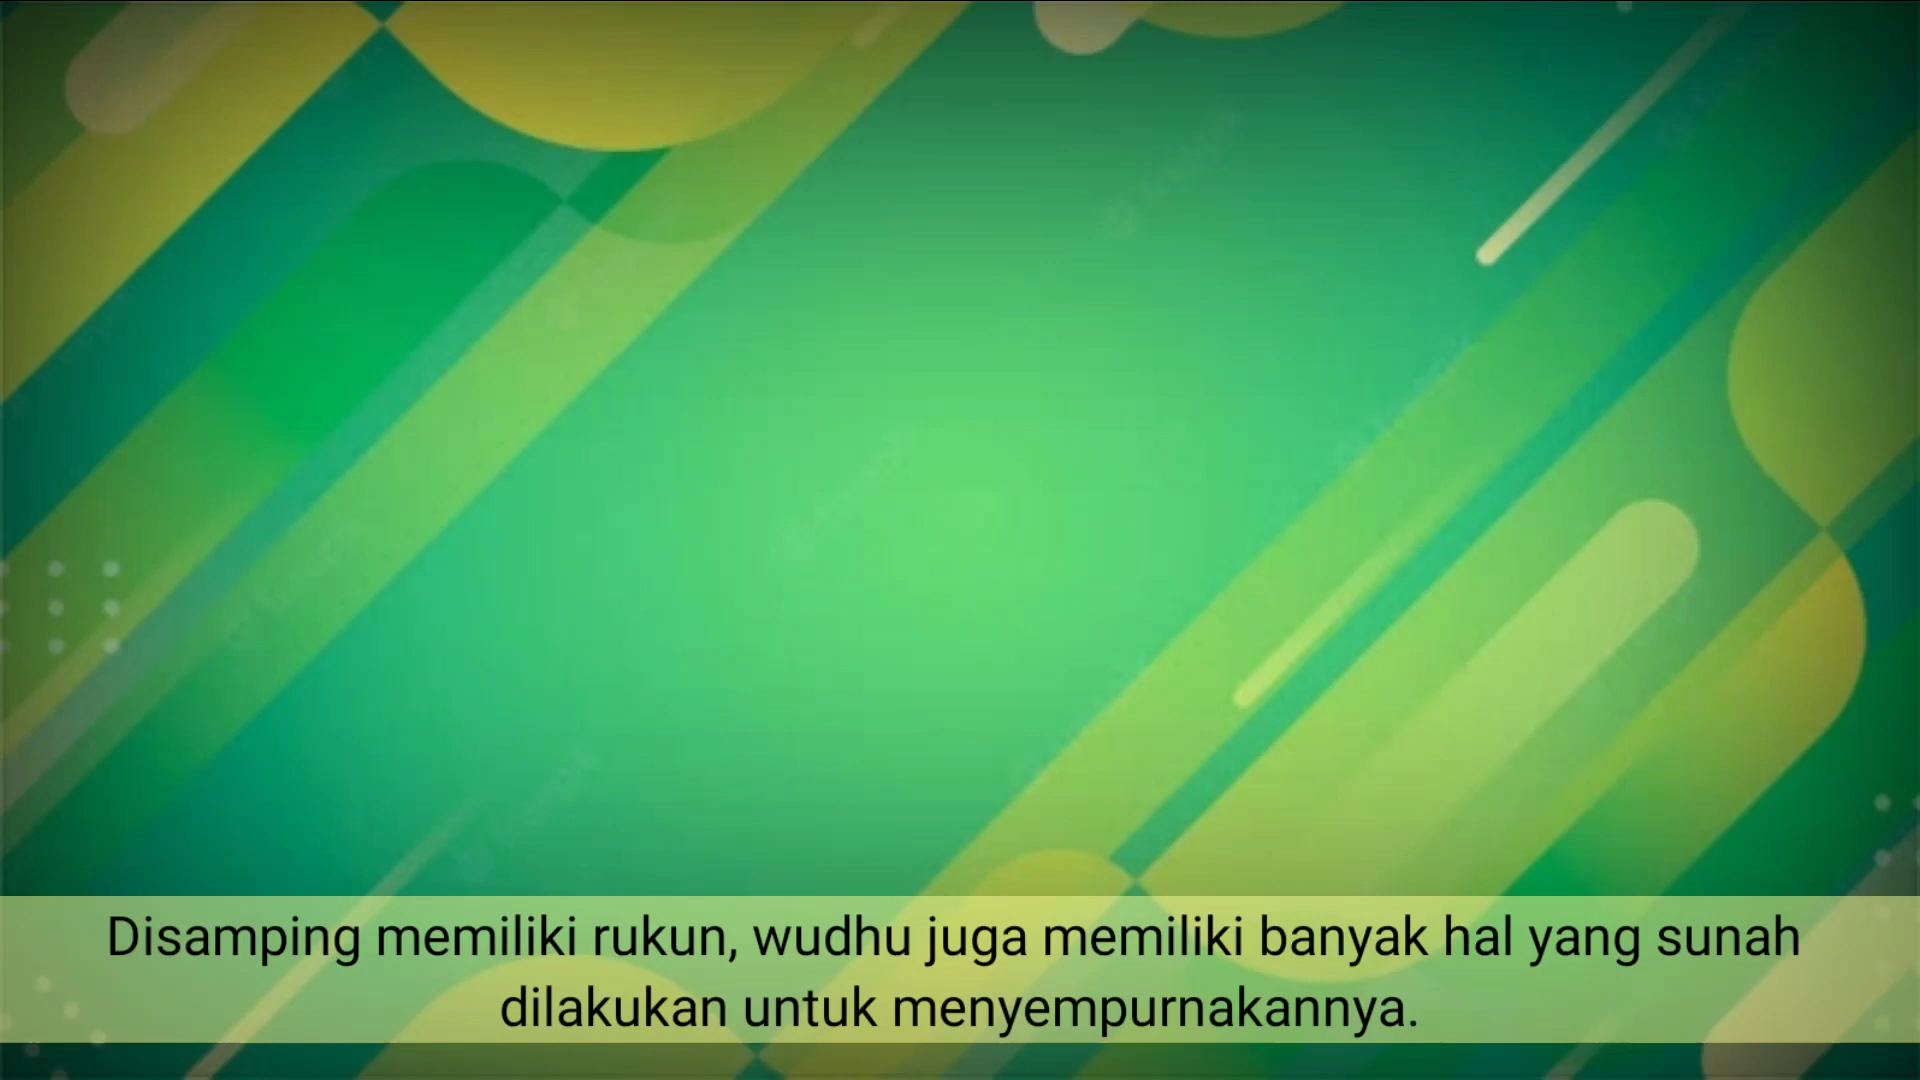 Disamping memiliki rukun, wudhu juga memiliki banyak hal yang sunah
dilakukan untuk menyempurnakannya.